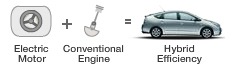 + =
Electric Conventional Hybrid
Motor Engine Efficiency